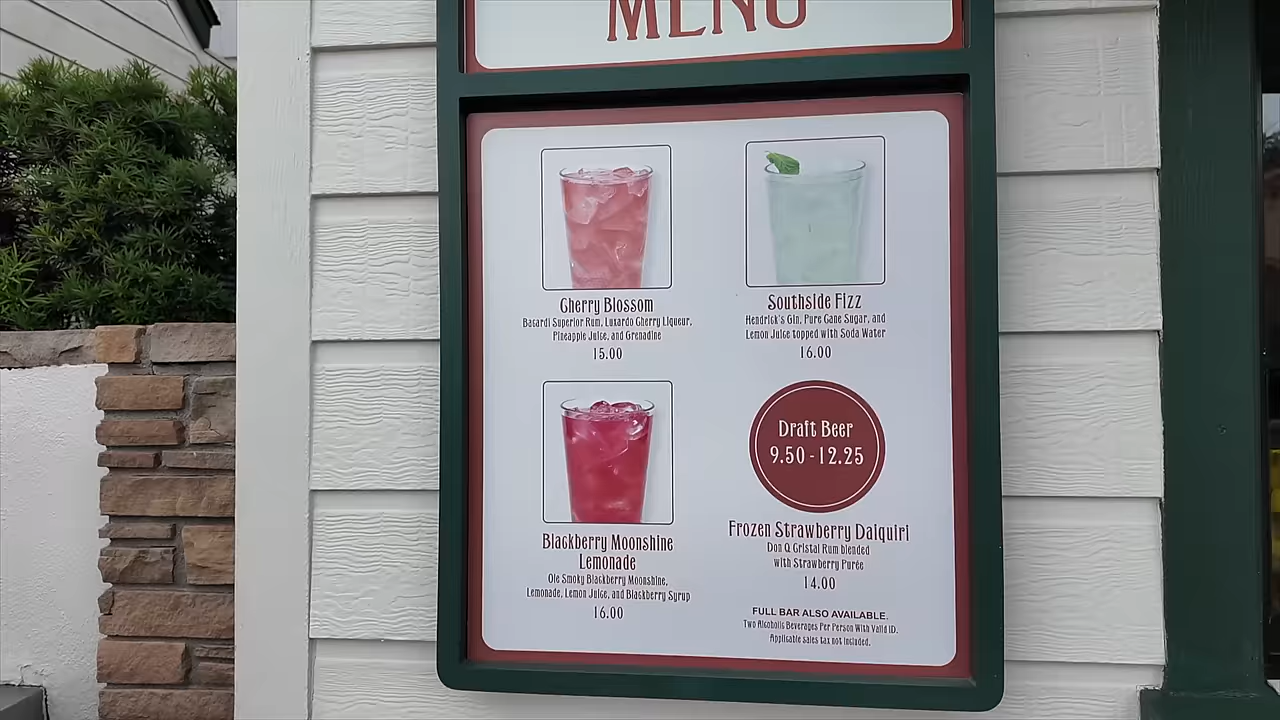 MENU
Cherry Blossom
Bacardi Superior Rum, Luxardo Cherry Liqueur,
Pineapple Juice, and Grenadine
15.00
Southside Fizz
Hendrick's Gin, Pure Cane Sugar, and
Lemon Juice topped with Soda Water
16.00
Blackberry Moonshine
Lemonade
Ole Smoky Blackberry Moonshine,
Lemonade, Lemon Juice, and Blackberry Syrup
16.00
Draft Beer
9.50 - 12.25
Frozen Strawberry Daiquiri
Don Q Cristal Rum blended
with Strawberry Purée
14.00
FULL BAR ALSO AVAILABLE.
Two Alcoholic Beverages Per Person With Valid ID.
Applicable sales tax not included.